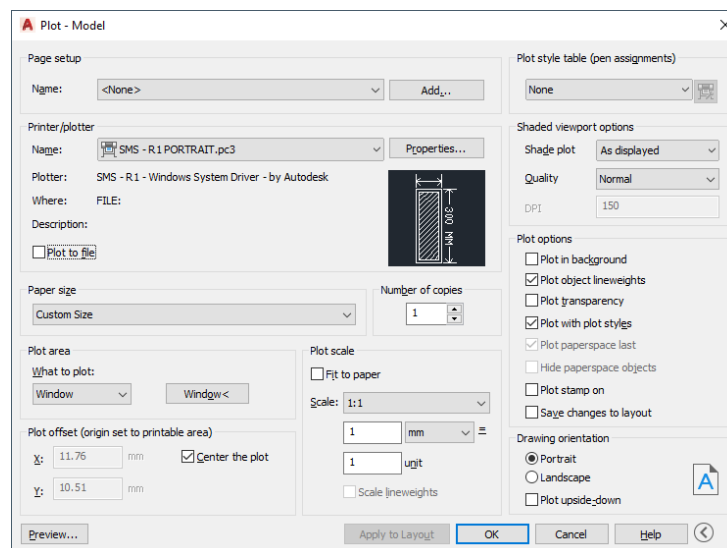 Plot - Model
Page setup
Name: <None> Add...
Printer/plotter
Name: SMS - R1 PORTRAIT.pc3 Properties...
Plotter: SMS - R1 - Windows System Driver - by Autodesk
Where: FILE:
Description:
Plot to file
300 MM
Paper size
Custom Size
Number of copies
1
Plot area
What to plot:
Window Window<
Plot offset (origin set to printable area)
X: 11.76 mm Center the plot
Y: 10.51 mm
Plot scale
Fit to paper
Scale: 1:1
1 mm =
1 unit
Scale lineweights
Plot style table (pen assignments)
None
Shaded viewport options
Shade plot As displayed
Quality Normal
DPI 150
Plot options
Plot in background
Plot object lineweights
Plot transparency
Plot with plot styles
Plot paperspace last
Hide paperspace objects
Plot stamp on
Save changes to layout
Drawing orientation
Portrait
Landscape
Plot upside-down
A
Preview... Apply to Layout OK Cancel Help